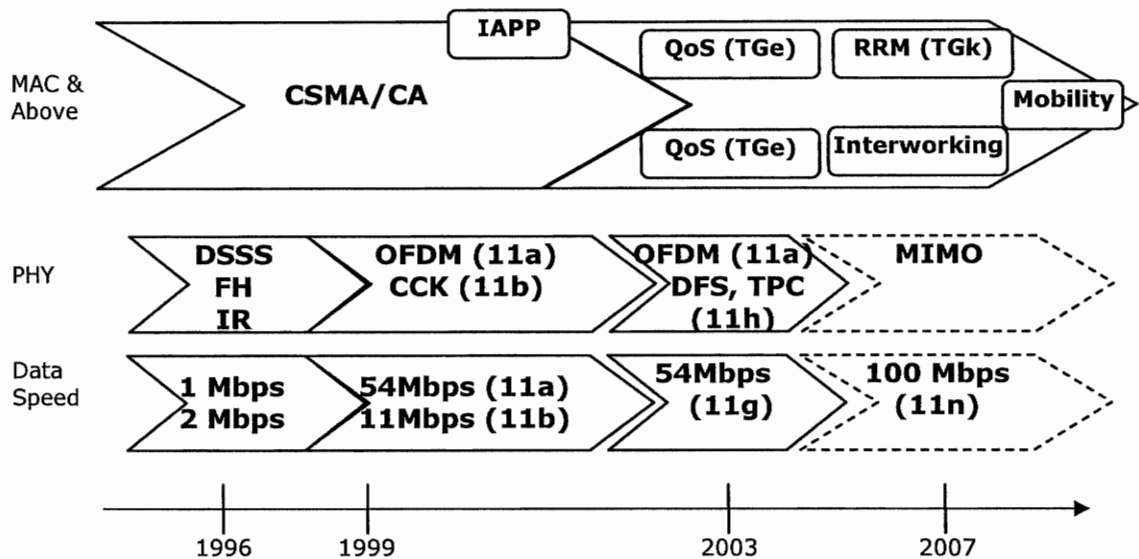 IAPP
QoS (TGe)
RRM (TGk)
MAC &
Above
CSMA/CA
Mobility
QoS (TGe)
Interworking
PHY
DSSS
FH
IR
OFDM (11a)
CCK (11b)
OFDM (11a)
DFS, TPC
(11h)
MIMO
Data
Speed
1 Mbps
2 Mbps
54Mbps (11a)
11Mbps (11b)
54Mbps
(11g)
100 Mbps
(11n)
1996
1999
2003
2007